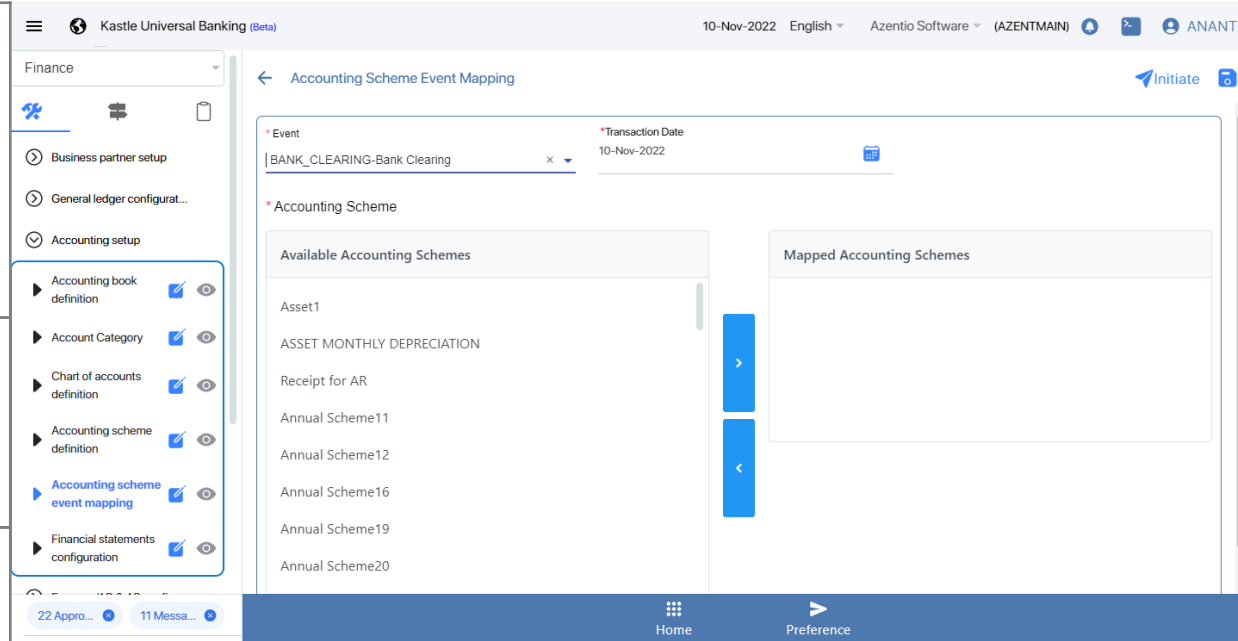 Kastle Universal Banking (Beta)
10-Nov-2022 English Azentio Software (AZENTMAIN) ANANT
Finance
Accounting Scheme Event Mapping
Initiate
Business partner setup
General ledger configurat...
Accounting setup
Accounting book
definition
Account Category
Chart of accounts
definition
Accounting scheme
definition
Accounting scheme
event mapping
Financial statements
configuration
22 Appro...
11 Messa...
* Event
BANK_CLEARING-Bank Clearing
*Transaction Date
10-Nov-2022
* Accounting Scheme
Available Accounting Schemes
Asset1
ASSET MONTHLY DEPRECIATION
Receipt for AR
Annual Scheme11
Annual Scheme12
Annual Scheme16
Annual Scheme19
Annual Scheme20
Mapped Accounting Schemes
Home
Preference